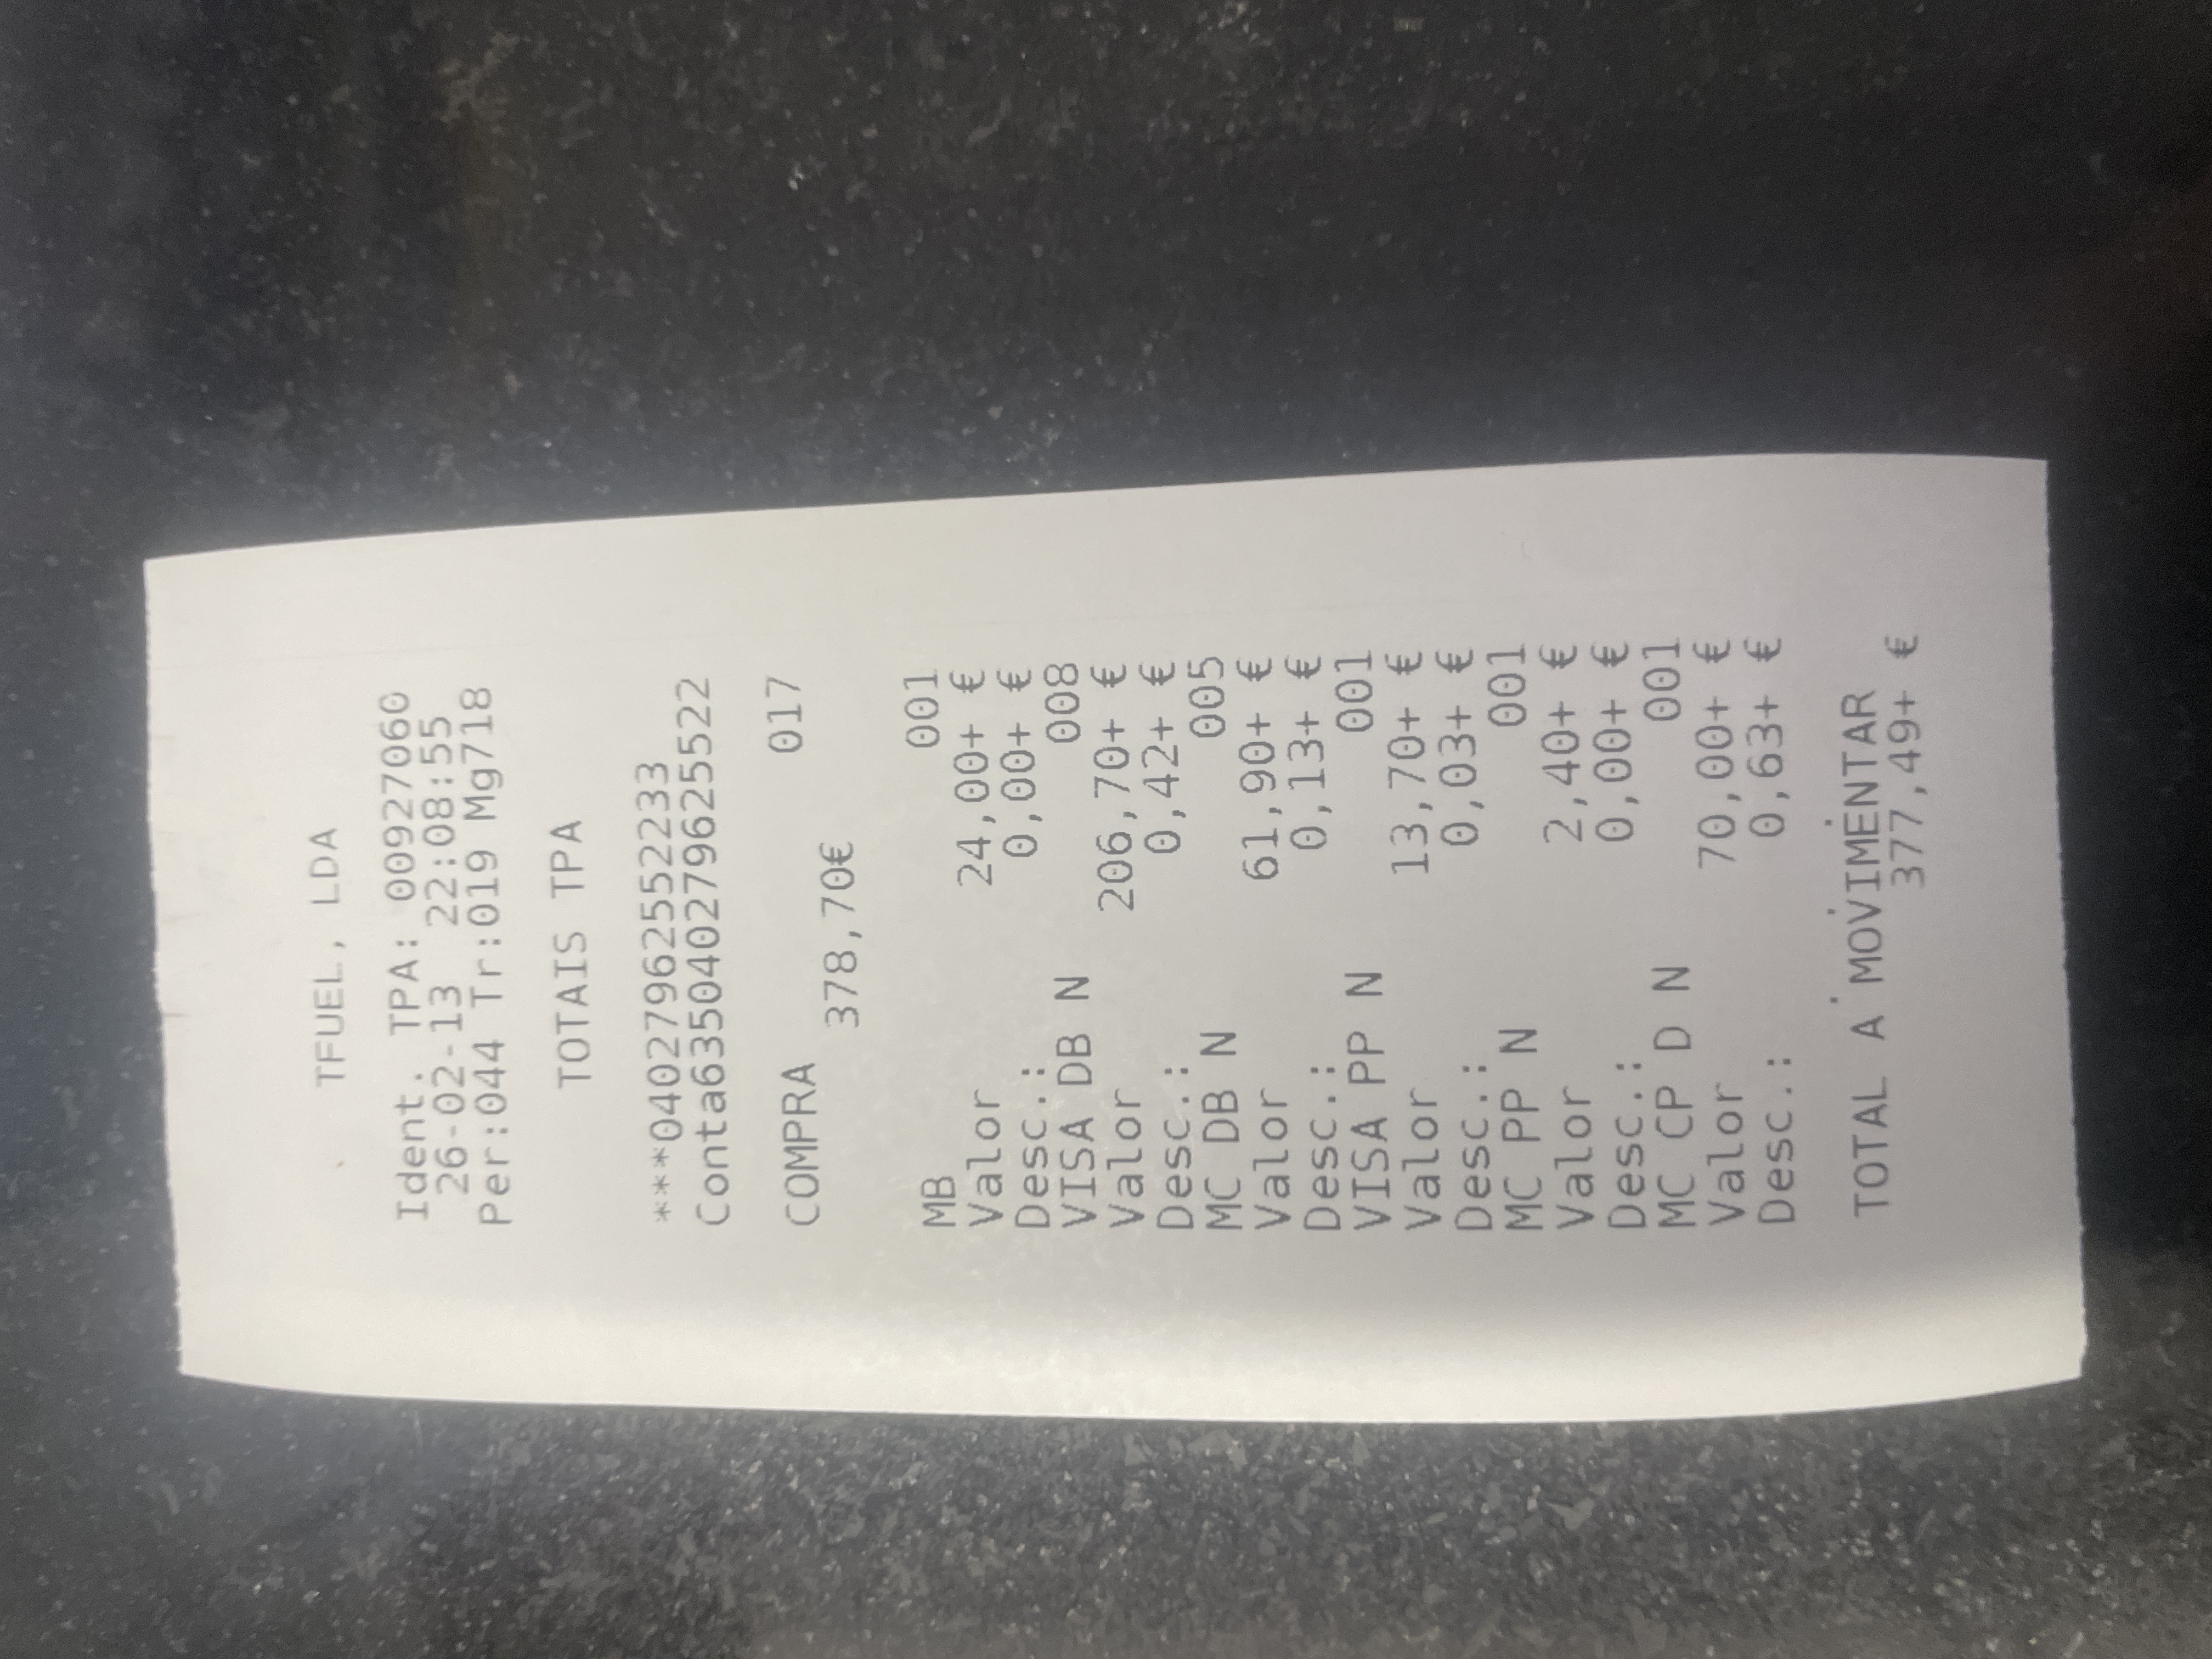 TFUEL, LDA
Ident. TPA: 0092706​0
26-02-13 22:08:55
Per:044 Tr:019 Mg718
TOTAIS TPA
***0402796255​2233
Conta6350402796255522
COMPRA 017
378,70€
MB 001
Valor 24,00+ €
Desc.: 0,00+ €
VISA DB N 008
Valor 206,70+ €
Desc.: 0,42+ €
MC DB N 005
Valor 61,90+ €
Desc.: 0,13+ €
VISA PP N 001
Valor 13,70+ €
Desc.: 0,03+ €
MC PP N 001
Valor 2,40+ €
Desc.: 0,00+ €
MC CP D N 001
Valor 70,00+ €
Desc.: 0,63+ €
TOTAL A MOVIMENTAR
377,49+ €